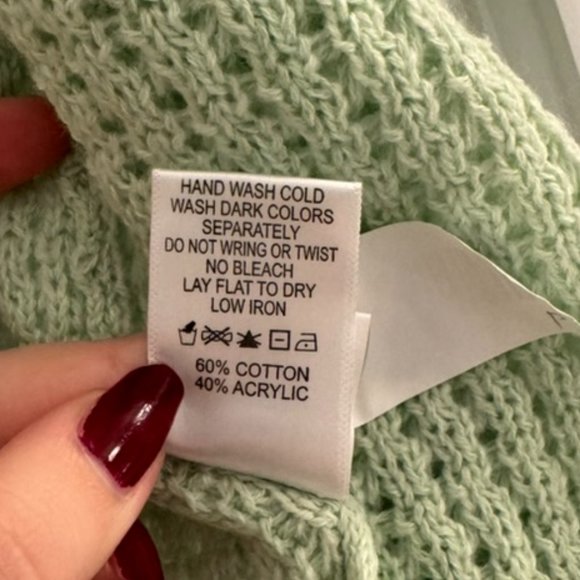 HAND WASH COLD
WASH DARK COLORS
SEPARATELY
DO NOT WRING OR TWIST
NO BLEACH
LAY FLAT TO DRY
LOW IRON
60% COTTON
40% ACRYLIC